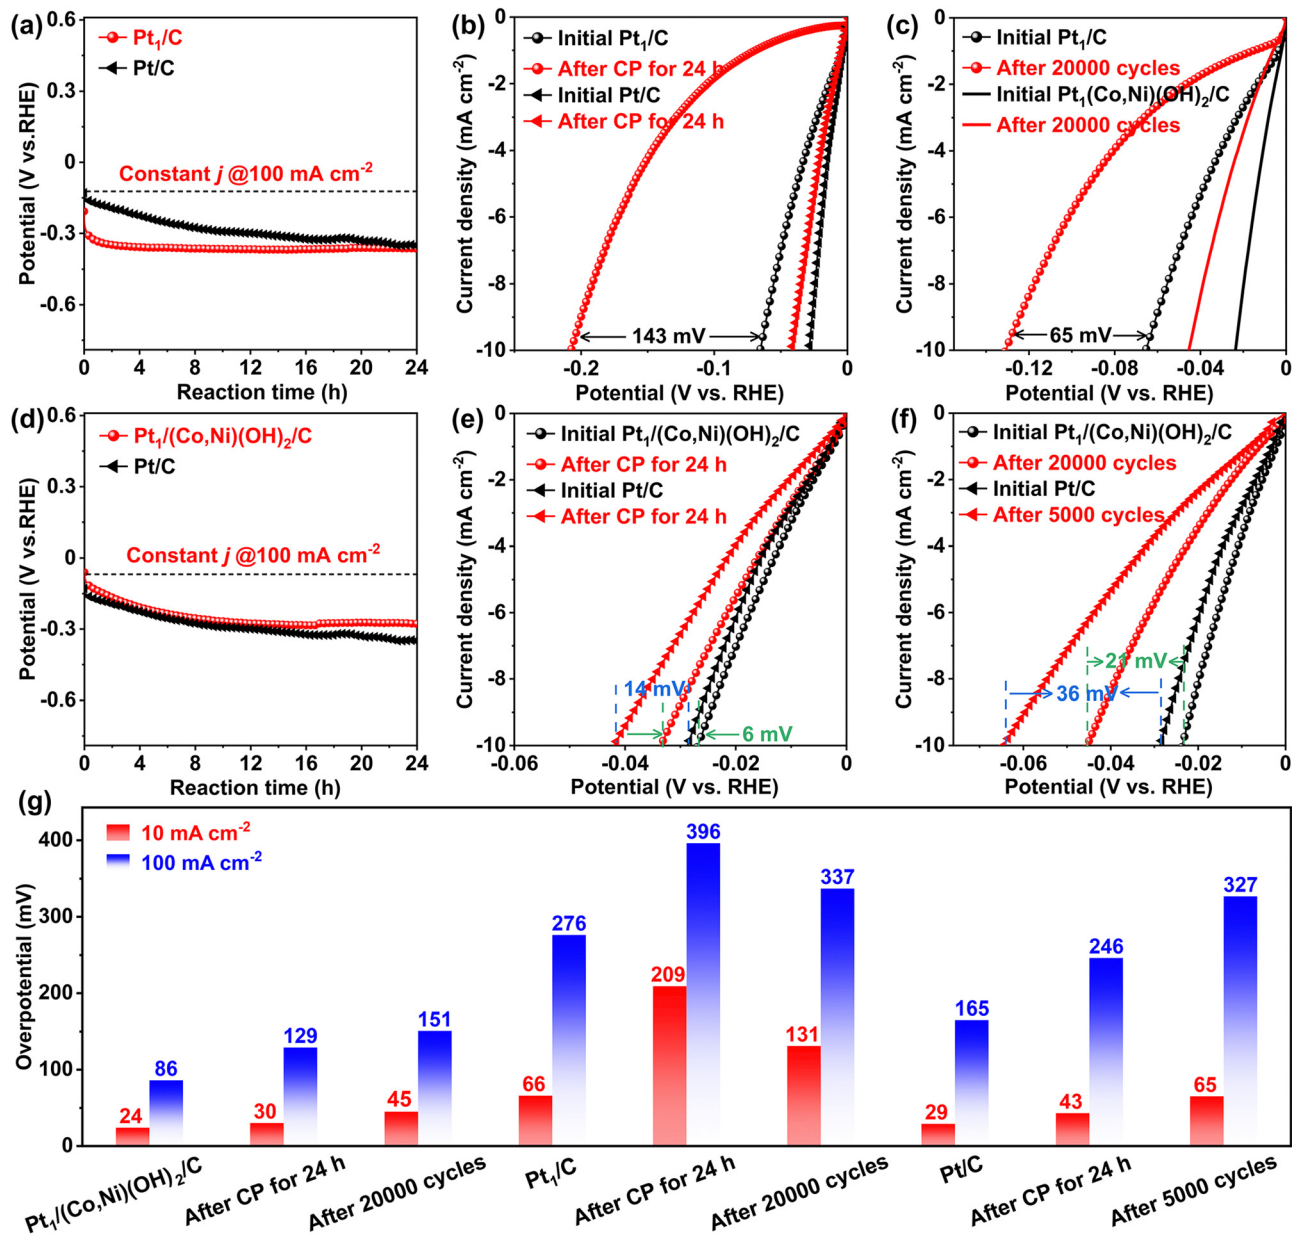 (a)
0.6
0.3
0
-0.3
-0.6
Potential (V vs.RHE)
Pt₁/C
Pt/C
Constant j @100 mA cm⁻²
0 4 8 12 16 20 24
Reaction time (h)
(b)
0
-2
-4
-6
-8
-10
Current density (mA cm⁻²)
Initial Pt₁/C
After CP for 24 h
Initial Pt/C
After CP for 24 h
143 mV
-0.2 -0.1 0
Potential (V vs. RHE)
(c)
0
-2
-4
-6
-8
-10
Current density (mA cm⁻²)
Initial Pt₁/C
After 20000 cycles
Initial Pt₁(Co,Ni)(OH)₂/C
After 20000 cycles
65 mV
-0.12 -0.08 -0.04 0
Potential (V vs. RHE)
(d)
0.6
0.3
0
-0.3
-0.6
Potential (V vs.RHE)
Pt₁/(Co,Ni)(OH)₂/C
Pt/C
Constant j @100 mA cm⁻²
0 4 8 12 16 20 24
Reaction time (h)
(e)
0
-2
-4
-6
-8
-10
Current density (mA cm⁻²)
Initial Pt₁/(Co,Ni)(OH)₂/C
After CP for 24 h
Initial Pt/C
After CP for 24 h
14 mV
6 mV
-0.06 -0.04 -0.02 0
Potential (V vs. RHE)
(f)
0
-2
-4
-6
-8
-10
Current density (mA cm⁻²)
Initial Pt₁/(Co,Ni)(OH)₂/C
After 20000 cycles
Initial Pt/C
After 5000 cycles
21 mV
36 mV
-0.06 -0.04 -0.02 0
Potential (V vs. RHE)
(g)
400
300
200
100
0
Overpotential (mV)
10 mA cm⁻²
100 mA cm⁻²
24 86 30 129 45 151 66 276 209 396 131 337 29 165 43 246 65 327
Pt₁/(Co,Ni)(OH)₂/C
After CP for 24 h
After 20000 cycles
Pt₁/C
After CP for 24 h
After 20000 cycles
Pt/C
After CP for 24 h
After 5000 cycles